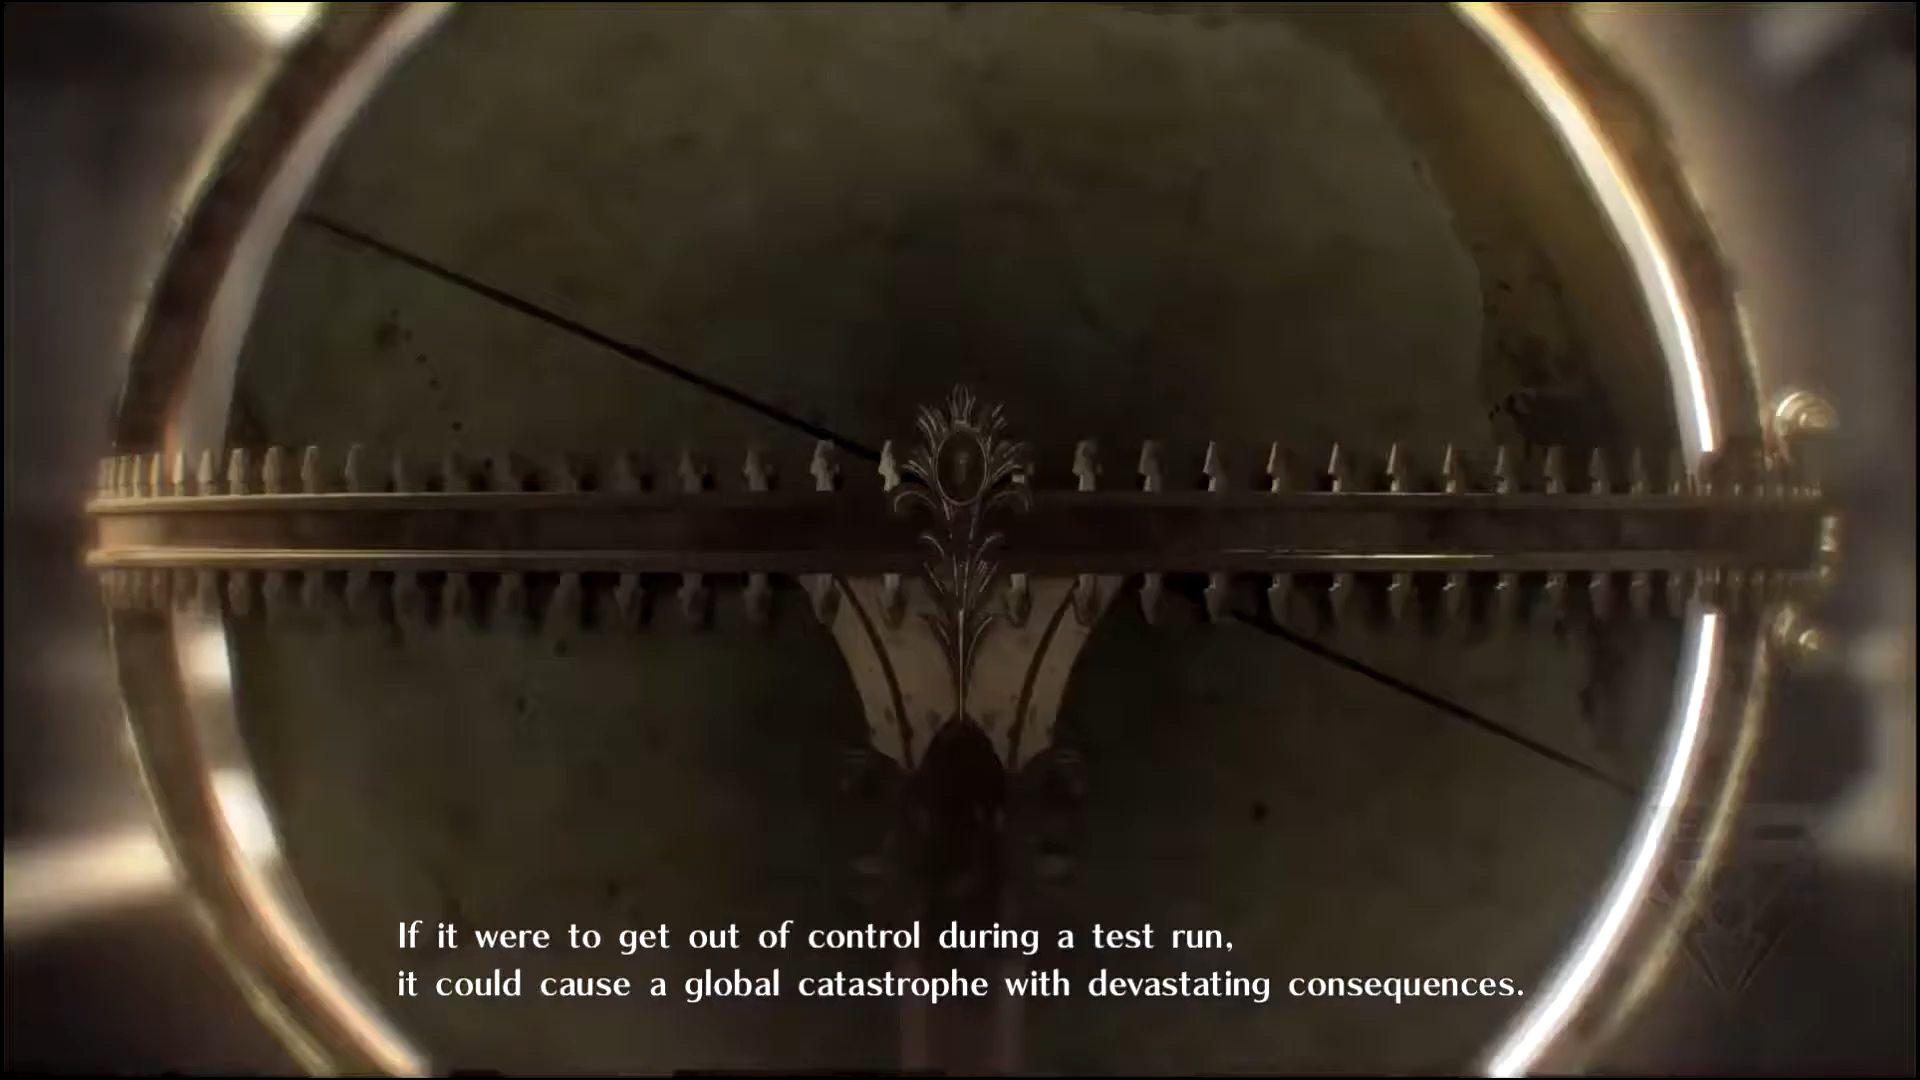 If it were to get out of control during a test run,
it could cause a global catastrophe with devastating consequences.